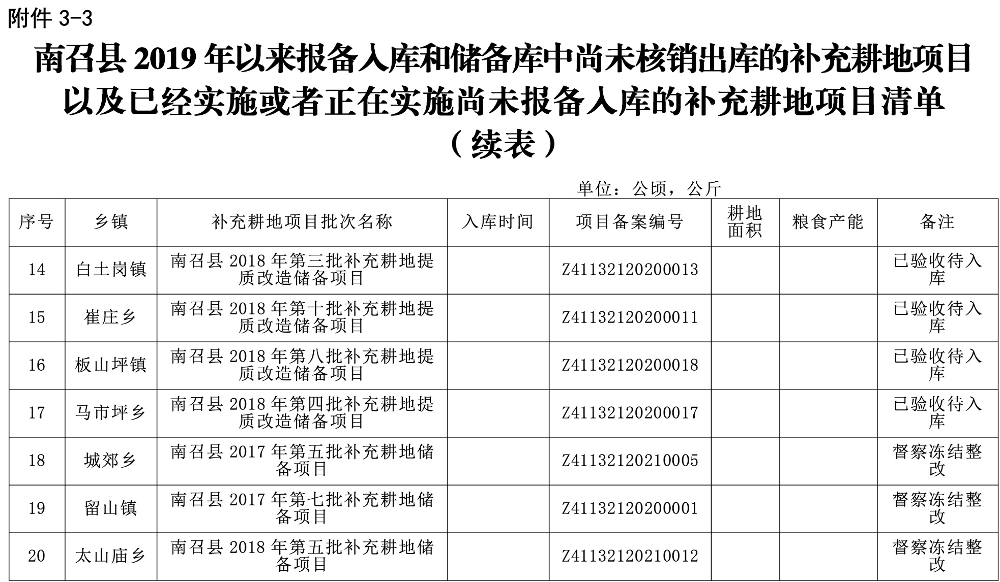 附件 3-3
南召县 2019 年以来报备入库和储备库中尚未核销出库的补充耕地项目
以及已经实施或者正在实施尚未报备入库的补充耕地项目清单
（续表）
单位：公顷，公斤
序号 乡镇 补充耕地项目批次名称 入库时间 项目备案编号 耕地面积 粮食产能 备注
14 白土岗镇 南召县 2018 年第三批补充耕地提质改造储备项目 Z41132120200013 已验收待入库
15 崔庄乡 南召县 2018 年第十批补充耕地提质改造储备项目 Z41132120200011 已验收待入库
16 板山坪镇 南召县 2018 年第八批补充耕地提质改造储备项目 Z41132120200018 已验收待入库
17 马市坪乡 南召县 2018 年第四批补充耕地提质改造储备项目 Z41132120200017 已验收待入库
18 城郊乡 南召县 2017 年第五批补充耕地储备项目 Z41132120210005 督察冻结整改
19 留山镇 南召县 2017 年第七批补充耕地储备项目 Z41132120200001 督察冻结整改
20 太山庙乡 南召县 2018 年第五批补充耕地储备项目 Z41132120210012 督察冻结整改